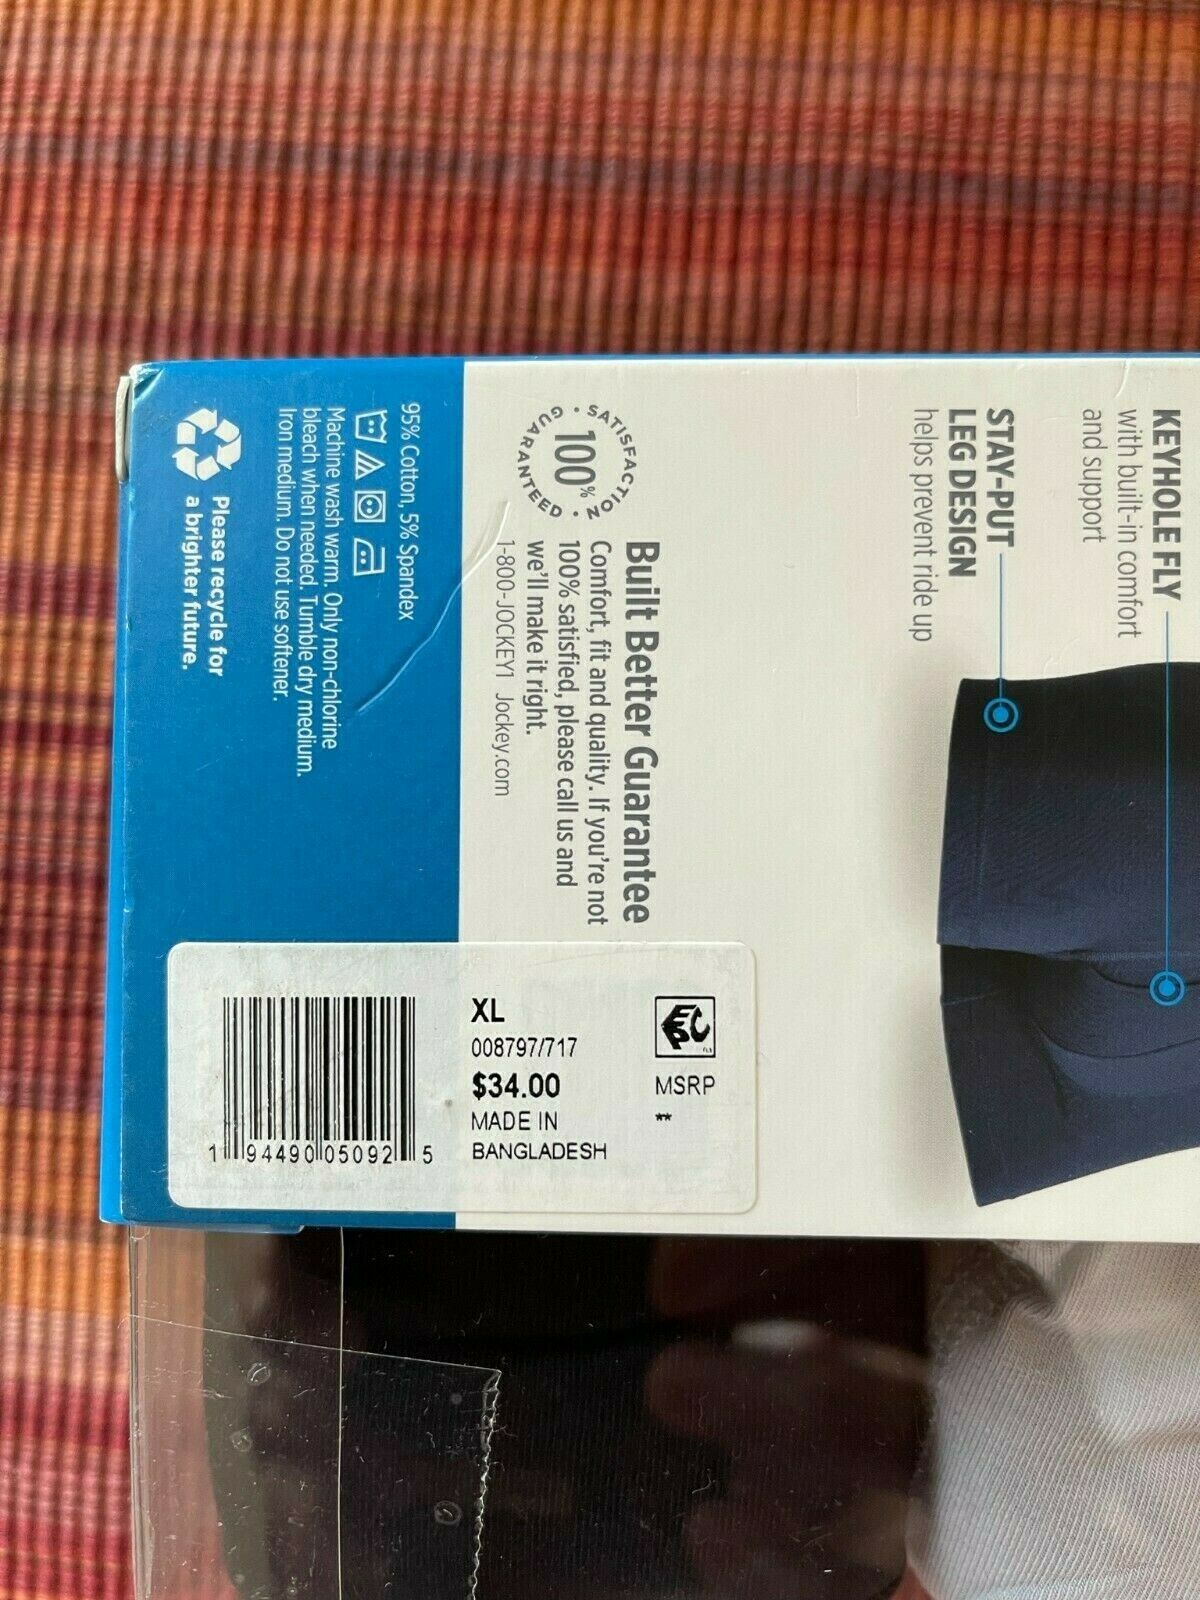 KEYHOLE FLY
with built-in comfort
and support
STAY-PUT
LEG DESIGN
helps prevent ride up
SATISFACTION • GUARANTEED •
100%
Built Better Guarantee
Comfort, fit and quality. If you're not
100% satisfied, please call us and
we'll make it right.
1-800-JOCKEY1 Jockey.com
95% Cotton, 5% Spandex
Machine wash warm. Only non-chlorine
bleach when needed. Tumble dry medium.
Iron medium. Do not use softener.
Please recycle for
a brighter future.
EPC
XL
008797/717
$34.00 MSRP
MADE IN **
BANGLADESH
1 94490 05092 5